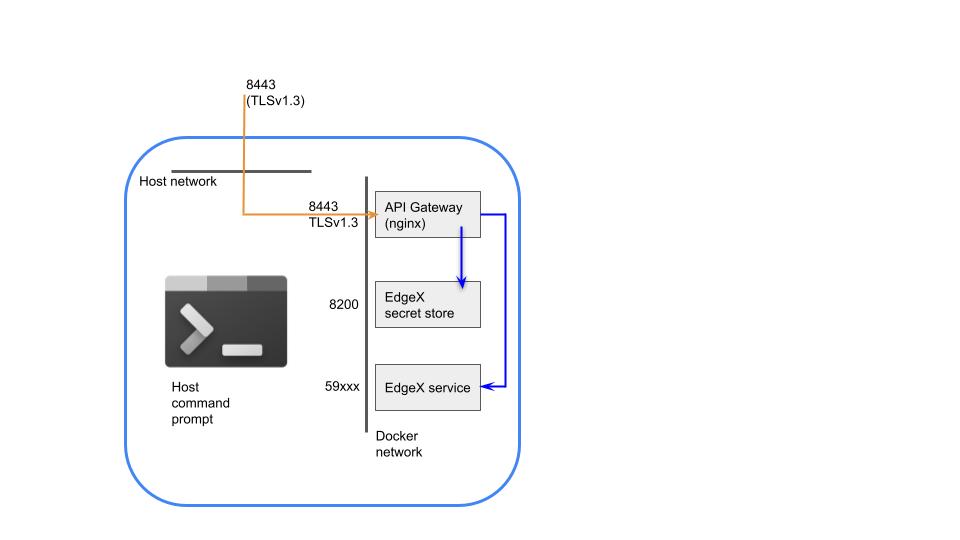 8443
(TLSv1.3)
Host network
8443
TLSv1.3
API Gateway
(nginx)
8200
EdgeX
secret store
59xxx
EdgeX service
Host
command
prompt
Docker
network